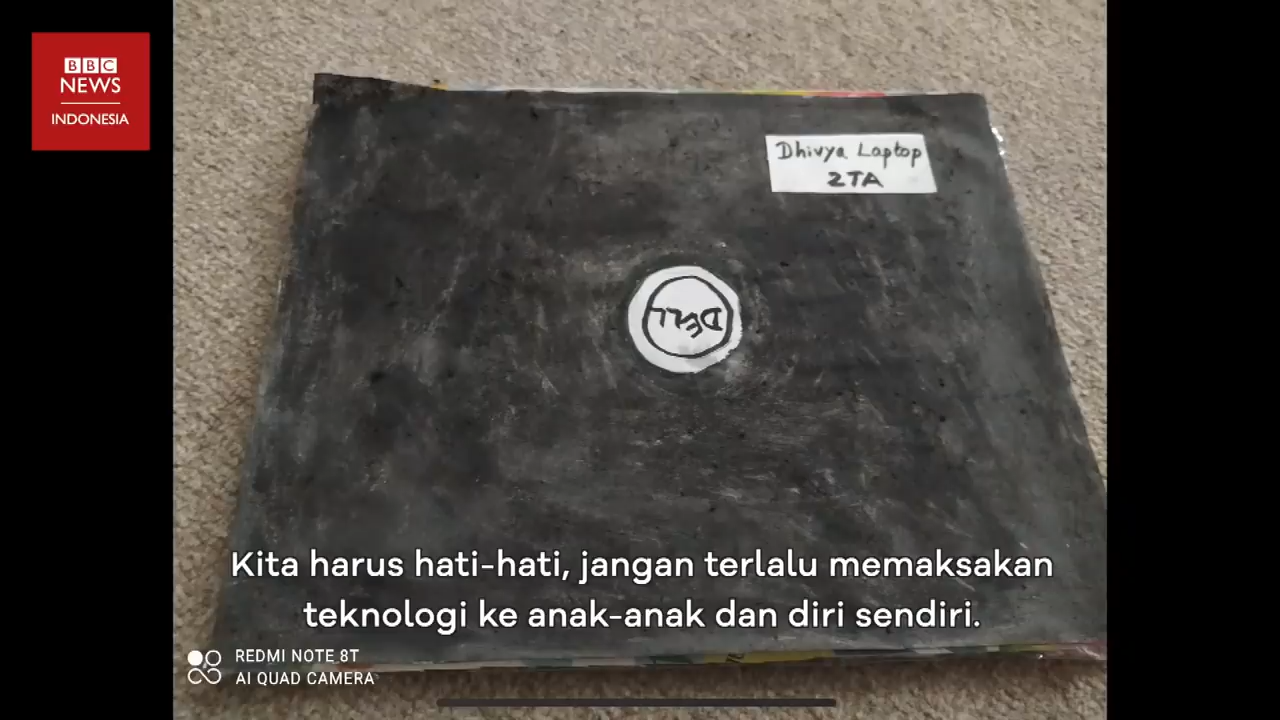 BBC
NEWS
INDONESIA
Dhivya Laptop
2TA
DELL
Kita harus hati-hati, jangan terlalu memaksakan
teknologi ke anak-anak dan diri sendiri.
REDMI NOTE 8T
AI QUAD CAMERA